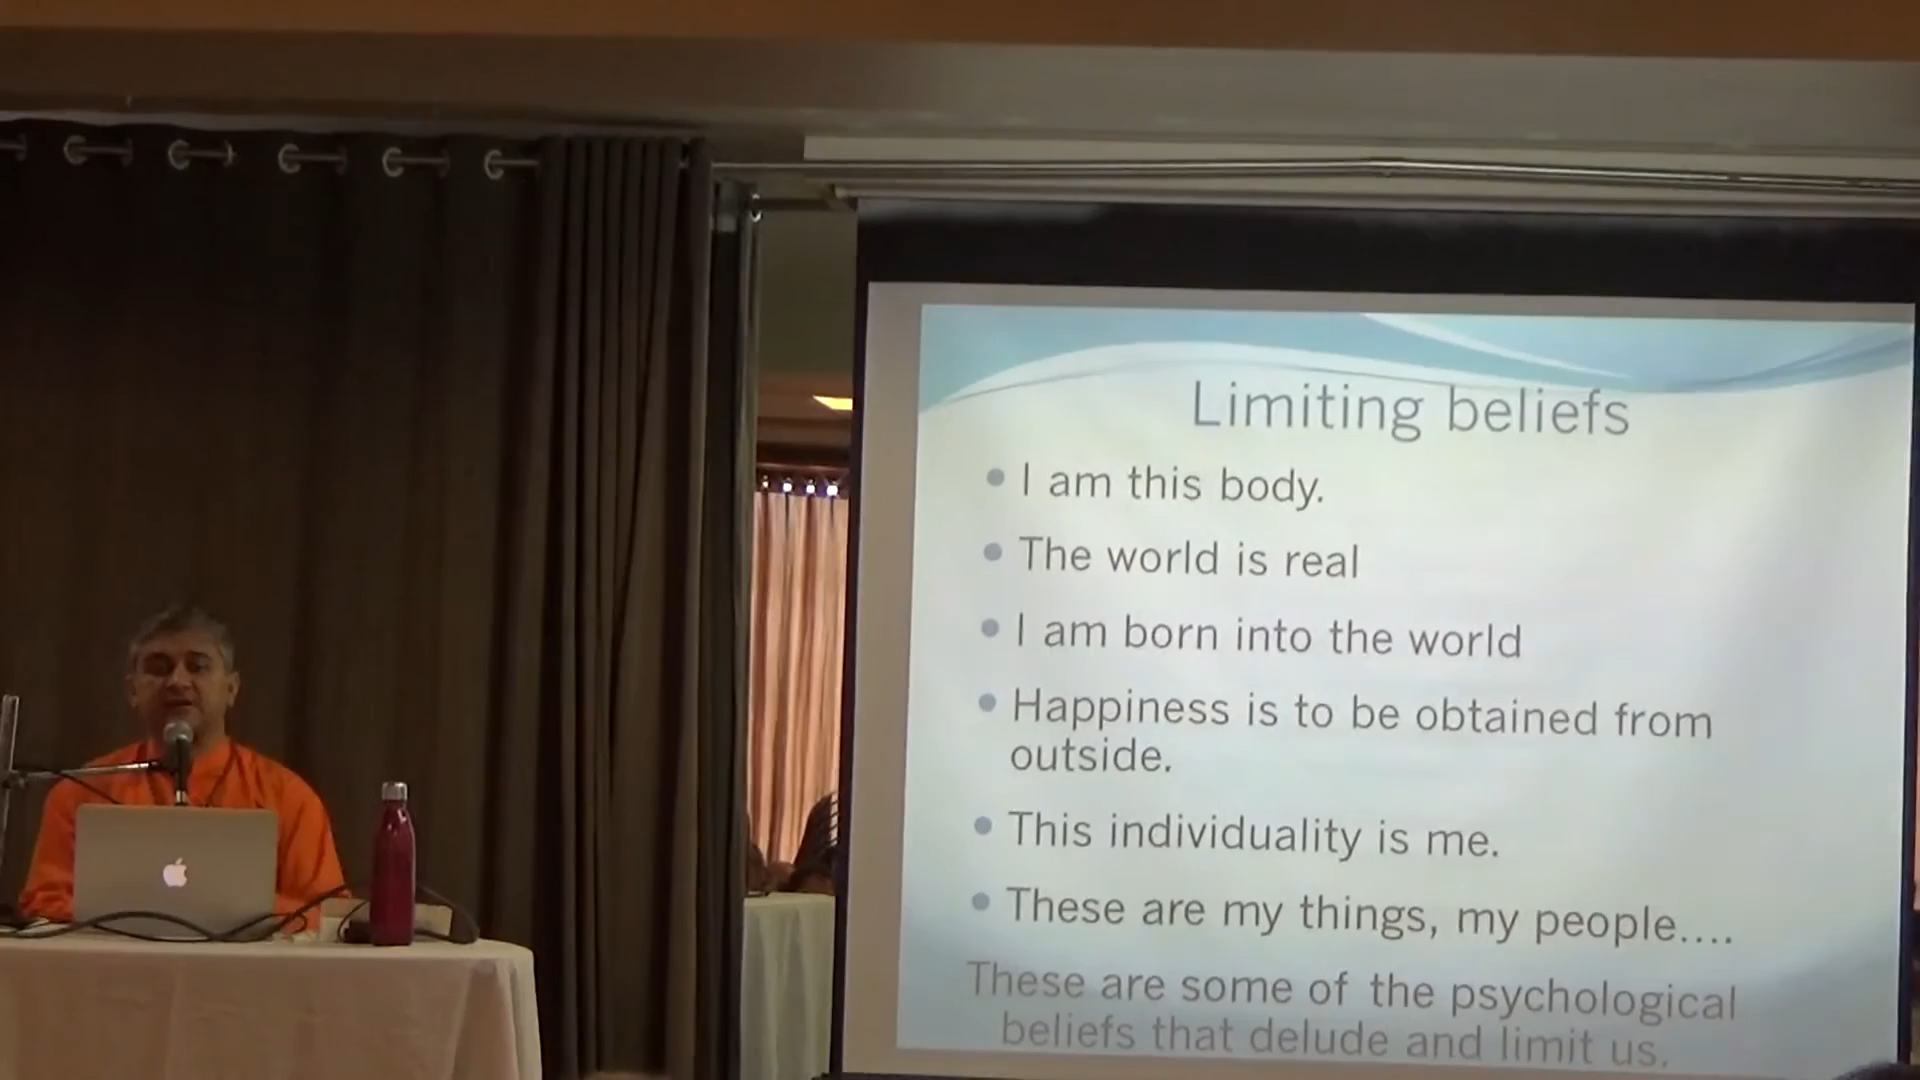 Limiting beliefs
• I am this body.
• The world is real
• I am born into the world
• Happiness is to be obtained from
outside.
• This individuality is me.
• These are my things, my people....
These are some of the psychological
beliefs that delude and limit us.